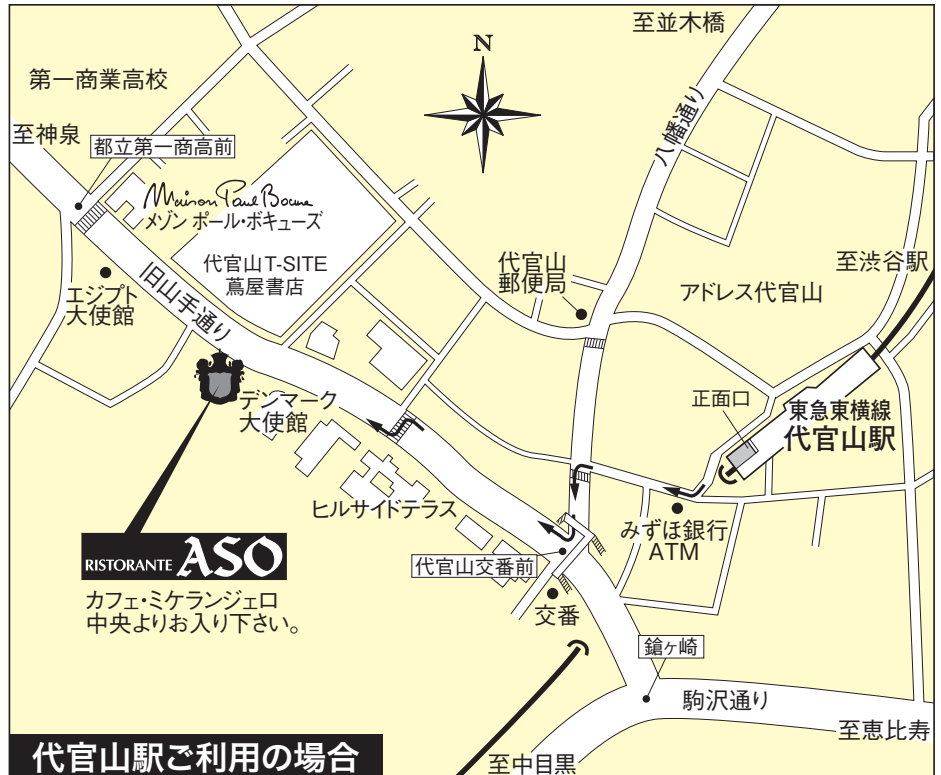 至並木橋
N
第一商業高校
至神泉
都立第一商高前
八幡通り
Maison Paul Bocuse
メゾン ポール・ボキューズ
代官山T-SITE
蔦屋書店
代官山
郵便局
至渋谷駅
アドレス代官山
エジプト
大使館
旧山手通り
正面口
東急東横線
代官山駅
デンマーク
大使館
ヒルサイドテラス
みずほ銀行
ATM
RISTORANTE ASO
代官山交番前
カフェ・ミケランジェロ
中央よりお入り下さい。
交番
鎗ヶ崎
駒沢通り
至恵比寿
代官山駅ご利用の場合
至中目黒